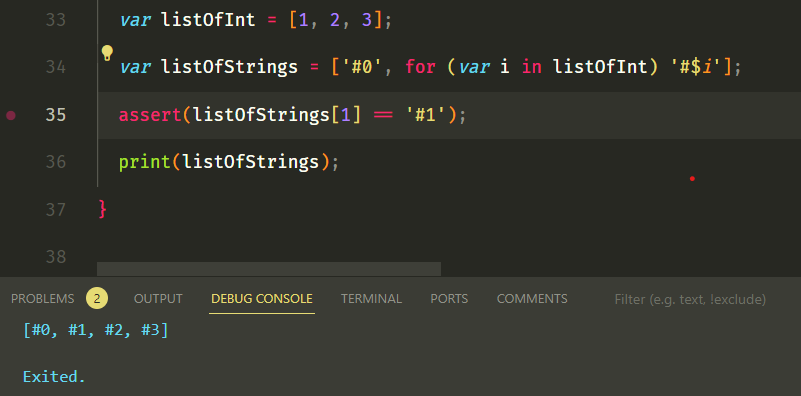 33 var listOfInt = [1, 2, 3];
34 var listOfStrings = ['#0', for (var i in listOfInt) '#$i'];
35 assert(listOfStrings[1] == '#1');
36 print(listOfStrings);
37 }
38
PROBLEMS 2 OUTPUT DEBUG CONSOLE TERMINAL PORTS COMMENTS Filter (e.g. text, !exclude)
[#0, #1, #2, #3]
Exited.